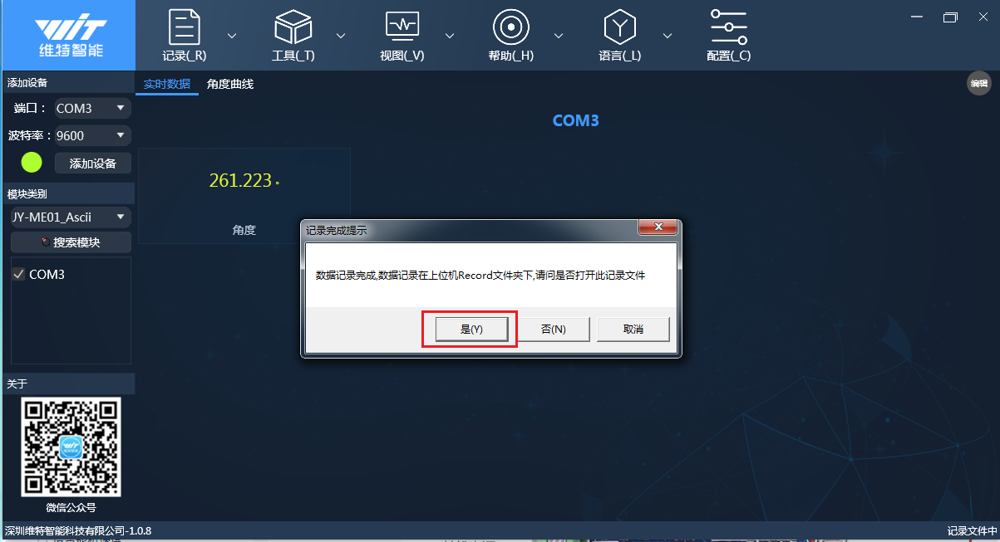 WIT
维特智能
记录(_R)
工具(_T)
视图(_V)
帮助(_H)
语言(_L)
配置(_C)
添加设备
实时数据 角度曲线
编辑
端口： COM3
COM3
波特率： 9600
添加设备
261.223°
角度
模块类别
JY-ME01_Ascii
搜索模块
COM3
记录完成提示
数据记录完成,数据记录在上位机Record文件夹下,请问是否打开此记录文件
是(Y) 否(N) 取消
关于
微信公众号
深圳维特智能科技有限公司-1.0.8
记录文件中